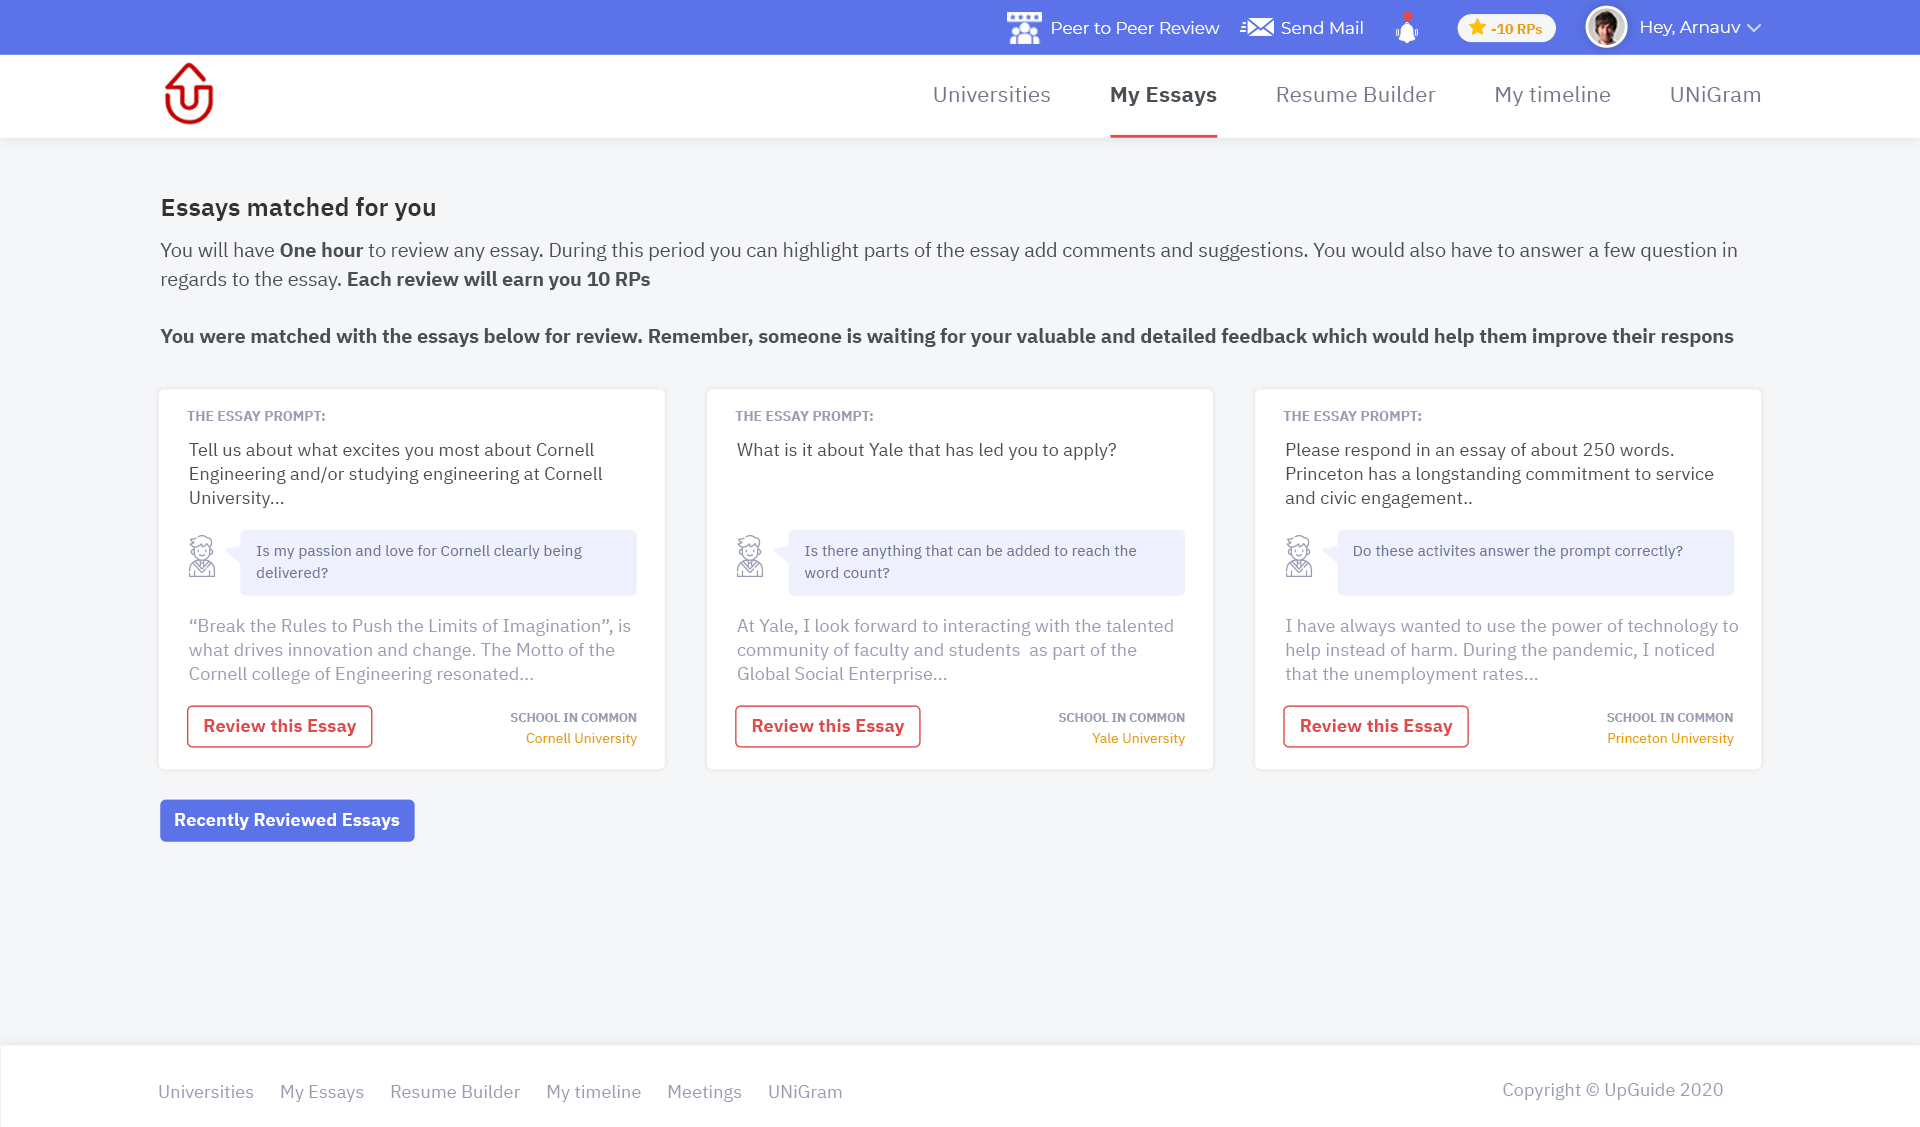 Peer to Peer Review Send Mail -10 RPs Hey, Arnauv
Universities My Essays Resume Builder My timeline UNiGram
Essays matched for you
You will have One hour to review any essay. During this period you can highlight parts of the essay add comments and suggestions. You would also have to answer a few question in
regards to the essay. Each review will earn you 10 RPs
You were matched with the essays below for review. Remember, someone is waiting for your valuable and detailed feedback which would help them improve their respons
THE ESSAY PROMPT:
Tell us about what excites you most about Cornell
Engineering and/or studying engineering at Cornell
University...
Is my passion and love for Cornell clearly being
delivered?
“Break the Rules to Push the Limits of Imagination”, is
what drives innovation and change. The Motto of the
Cornell college of Engineering resonated...
Review this Essay
SCHOOL IN COMMON
Cornell University
THE ESSAY PROMPT:
What is it about Yale that has led you to apply?
Is there anything that can be added to reach the
word count?
At Yale, I look forward to interacting with the talented
community of faculty and students  as part of the
Global Social Enterprise...
Review this Essay
SCHOOL IN COMMON
Yale University
THE ESSAY PROMPT:
Please respond in an essay of about 250 words.
Princeton has a longstanding commitment to service
and civic engagement..
Do these activites answer the prompt correctly?
I have always wanted to use the power of technology to
help instead of harm. During the pandemic, I noticed
that the unemployment rates...
Review this Essay
SCHOOL IN COMMON
Princeton University
Recently Reviewed Essays
Universities My Essays Resume Builder My timeline Meetings UNiGram
Copyright © UpGuide 2020